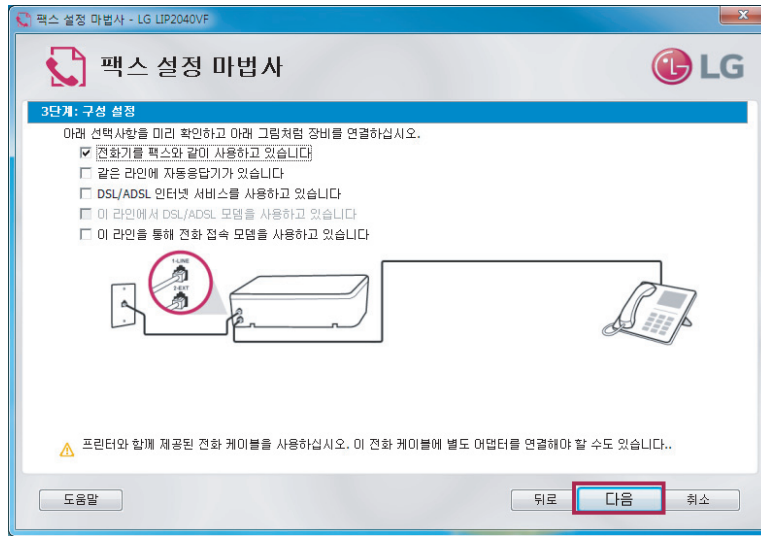 팩스 설정 마법사 - LG LIP2040VF
팩스 설정 마법사
LG
3단계: 구성 설정
아래 선택사항을 미리 확인하고 아래 그림처럼 장비를 연결하십시오.
전화기를 팩스와 같이 사용하고 있습니다
같은 라인에 자동응답기가 있습니다
DSL/ADSL 인터넷 서비스를 사용하고 있습니다
이 라인에서 DSL/ADSL 모뎀을 사용하고 있습니다
이 라인을 통해 전화 접속 모뎀을 사용하고 있습니다
1-LINE
2-EXT
프린터와 함께 제공된 전화 케이블을 사용하십시오. 이 전화 케이블에 별도 어댑터를 연결해야 할 수도 있습니다..
도움말
뒤로
다음
취소